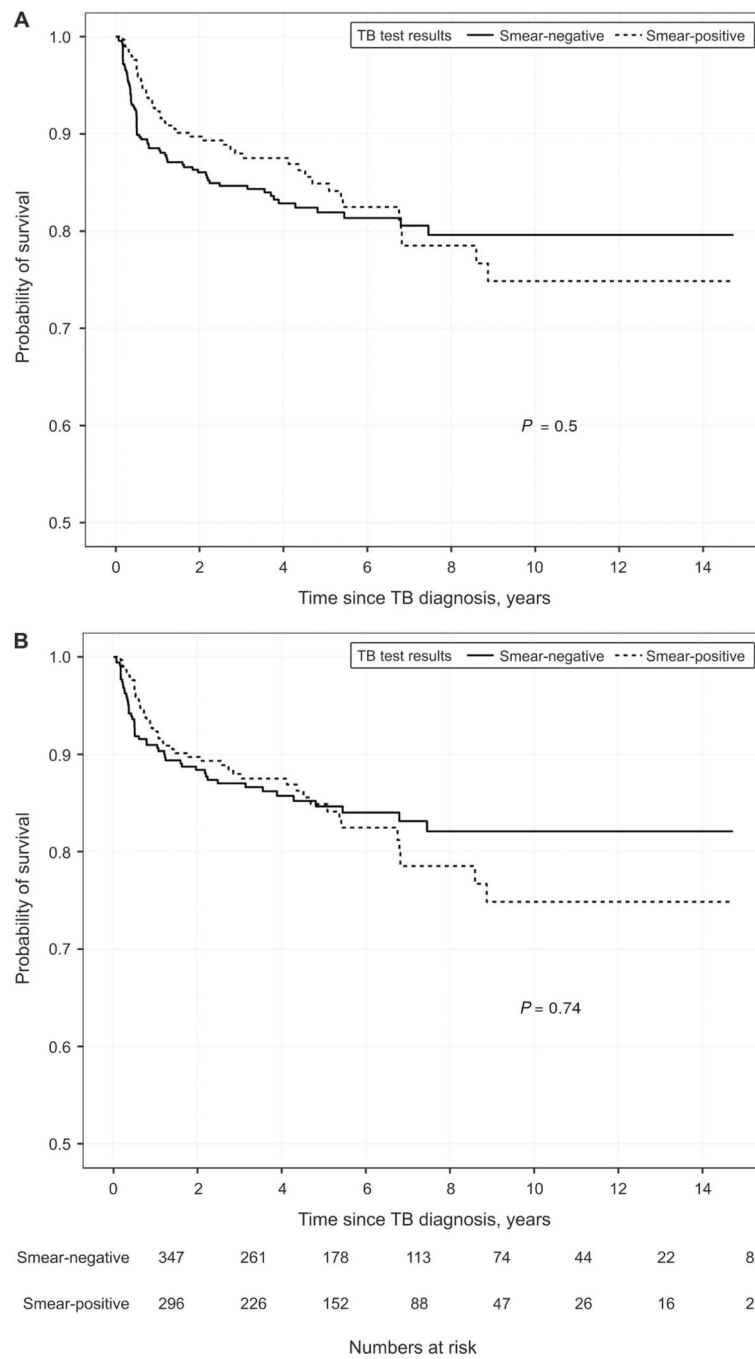 A
TB test results Smear-negative Smear-positive
1.0
0.9
0.8
0.7
0.6
0.5
Probability of survival
P = 0.5
0 2 4 6 8 10 12 14
Time since TB diagnosis, years
B
TB test results Smear-negative Smear-positive
1.0
0.9
0.8
0.7
0.6
0.5
Probability of survival
P = 0.74
0 2 4 6 8 10 12 14
Time since TB diagnosis, years
Smear-negative 347 261 178 113 74 44 22 8
Smear-positive 296 226 152 88 47 26 16 2
Numbers at risk